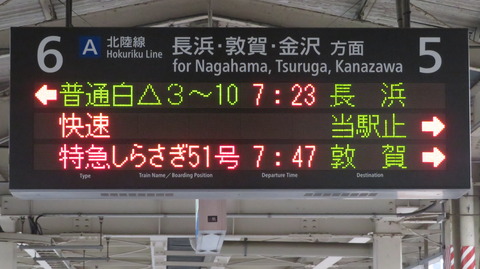 6 A 北陸線 長浜・敦賀・金沢 方面 5
Hokuriku Line for Nagahama, Tsuruga, Kanazawa
← 普通 白△3～10 7:23 長浜
快速 当駅止 →
特急 しらさぎ51号 7:47 敦賀 →
Type Train Name／Boarding Position Departure Time Destination